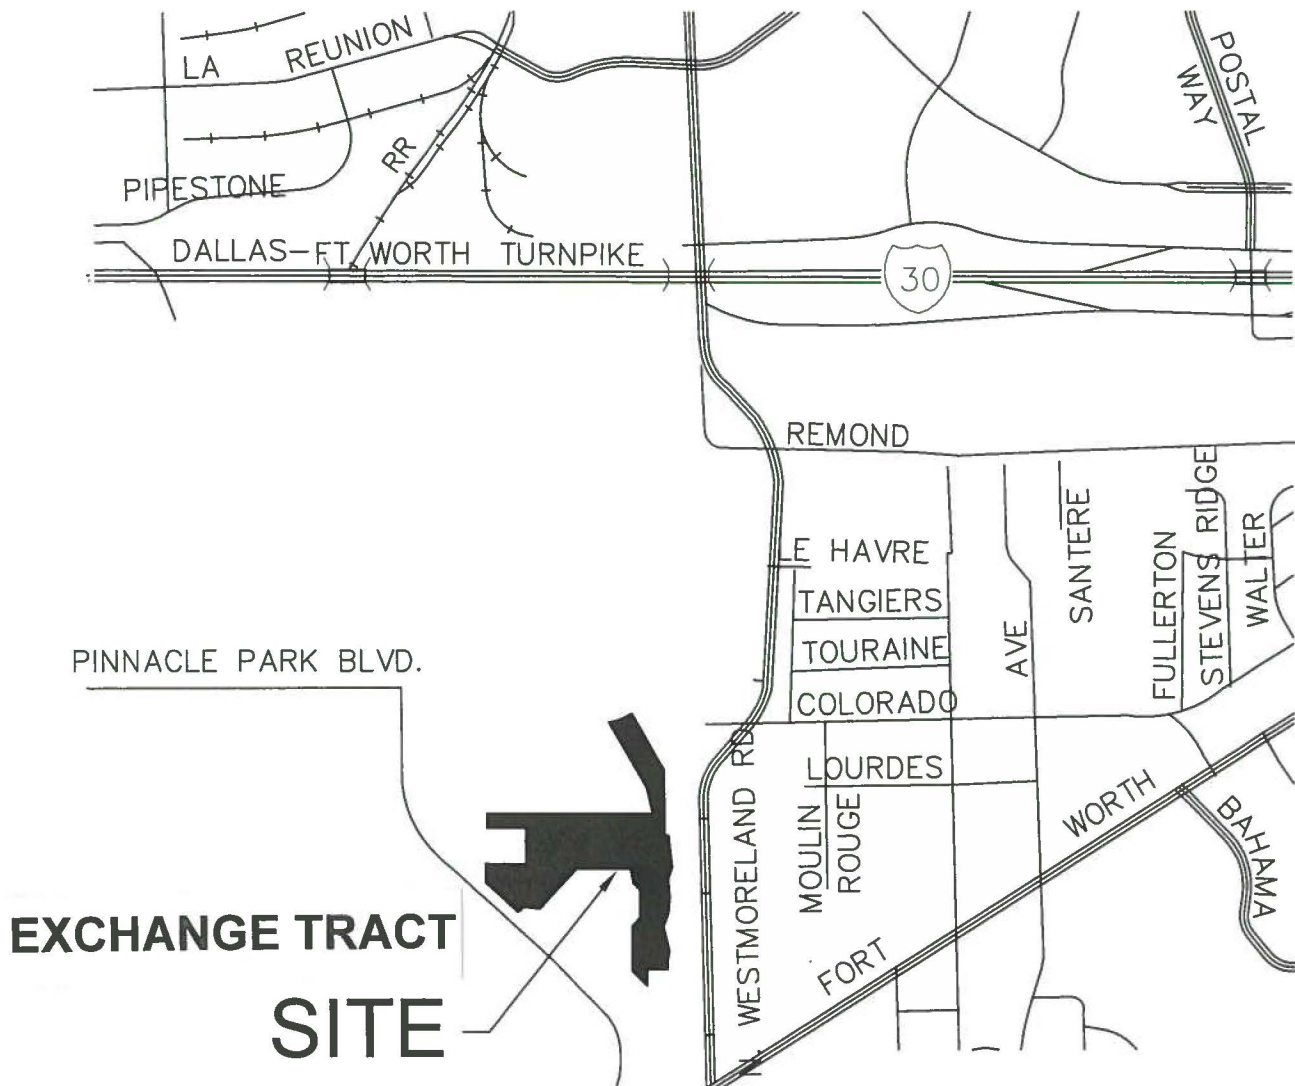 LA REUNION
POSTAL
WAY
RR
PIPESTONE
DALLAS-FT WORTH TURNPIKE
30
REMOND
LE HAVRE
TANGIERS
TOURAINE
COLORADO
LOURDES
MOULIN
ROUGE
AVE
SANTERE
FULLERTON
STEVENS RIDGE
WALTER
PINNACLE PARK BLVD.
N. WESTMORELAND RD
FORT WORTH
BAHAMA
EXCHANGE TRACT
SITE